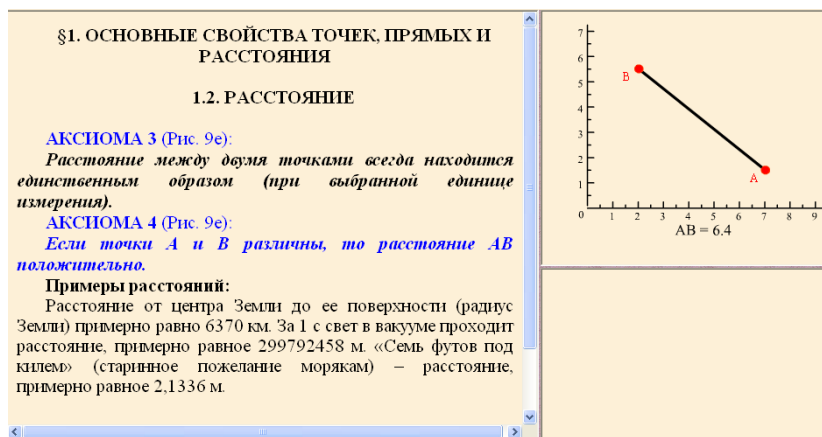 §1. ОСНОВНЫЕ СВОЙСТВА ТОЧЕК, ПРЯМЫХ И
РАССТОЯНИЯ
1.2. РАССТОЯНИЕ
АКСИОМА 3 (Рис. 9е):
Расстояние между двумя точками всегда находится
единственным образом (при выбранной единице
измерения).
АКСИОМА 4 (Рис. 9е):
Если точки А и В различны, то расстояние АВ
положительно.
Примеры расстояний:
Расстояние от центра Земли до ее поверхности (радиус
Земли) примерно равно 6370 км. За 1 с свет в вакууме проходит
расстояние, примерно равное 299792458 м. «Семь футов под
килем» (старинное пожелание морякам) – расстояние,
примерно равное 2,1336 м.
7
6
5
4
3
2
1
B
A
0 1 2 3 4 5 6 7 8 9
AB = 6.4